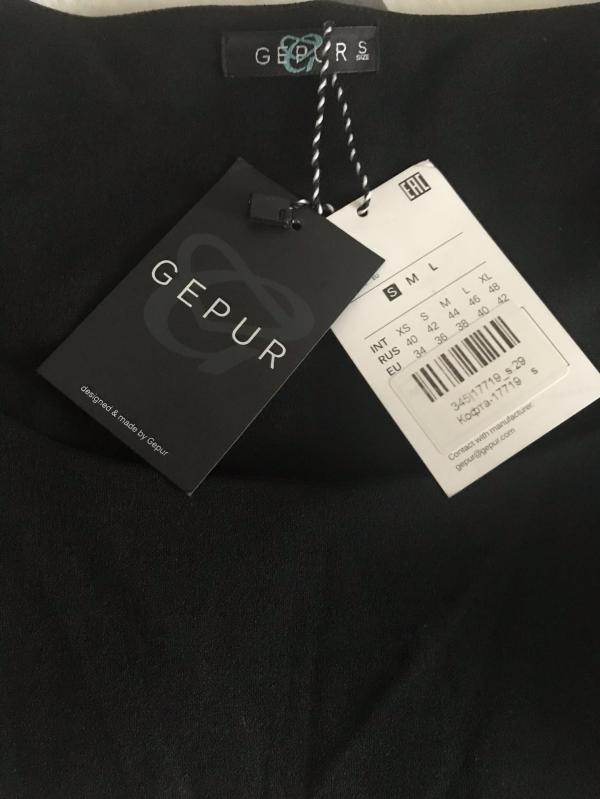 GEPUR S
SIZE
GEPUR
designed & made by Gepur
EAC
S M L
INT XS S M L XL
RUS 40 42 44 46 48
EU 34 36 38 40 42
345|17719_s.29
Кофта-17719 s
Contact with manufacturer
gepur@gepur.com